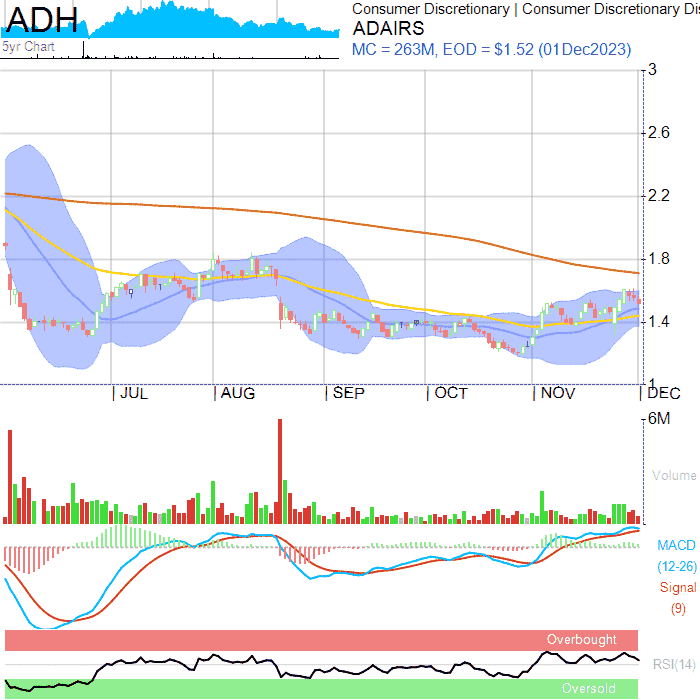 ADH
5yr Chart
Consumer Discretionary | Consumer Discretionary Dis
ADAIRS
MC = 263M, EOD = $1.52 (01Dec2023)
3
2.6
2.2
1.8
1.4
1
JUL
AUG
SEP
OCT
NOV
DEC
6M
Volume
MACD
(12-26)
Signal
(9)
Overbought
RSI(14)
Oversold